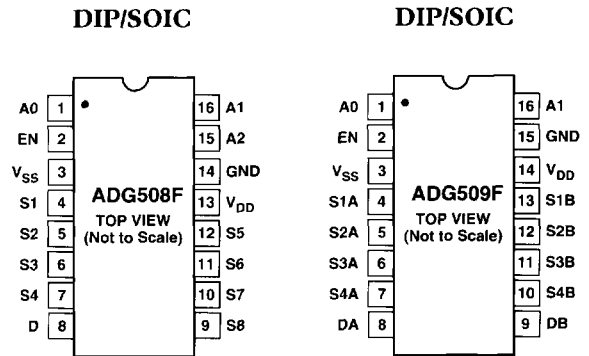 DIP/SOIC
A0 1 16 A1
EN 2 15 A2
VSS 3 14 GND
S1 4 13 VDD
S2 5 12 S5
S3 6 11 S6
S4 7 10 S7
D 8 9 S8
ADG508F
TOP VIEW
(Not to Scale)
DIP/SOIC
A0 1 16 A1
EN 2 15 GND
VSS 3 14 VDD
S1A 4 13 S1B
S2A 5 12 S2B
S3A 6 11 S3B
S4A 7 10 S4B
DA 8 9 DB
ADG509F
TOP VIEW
(Not to Scale)